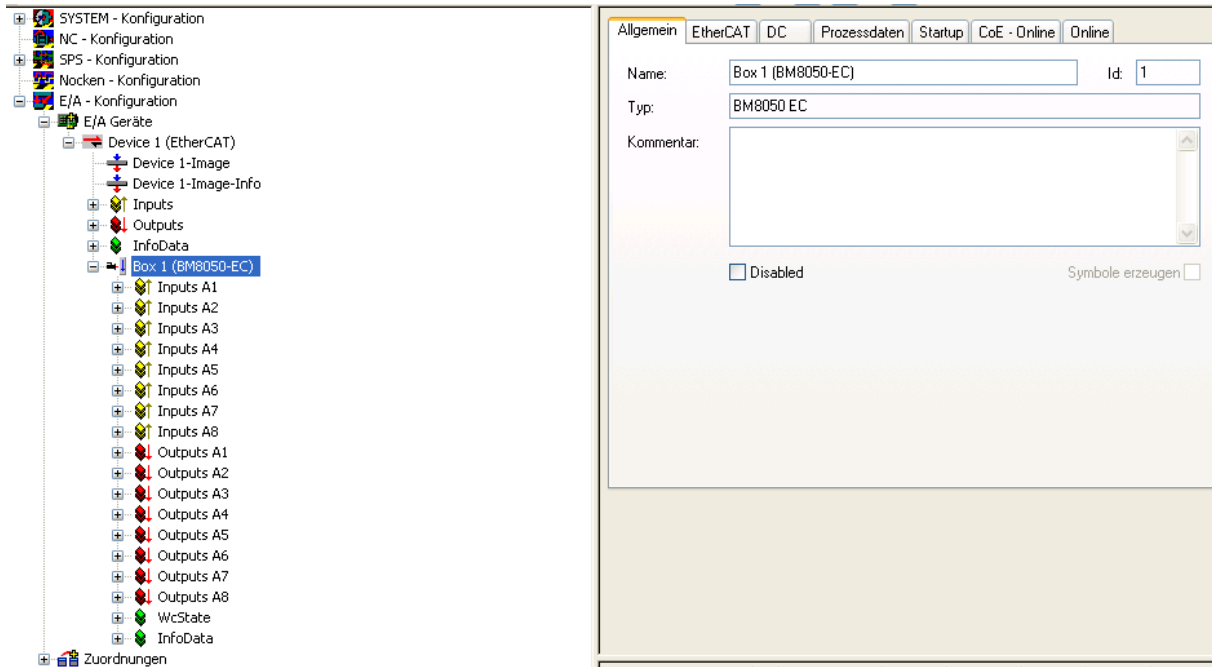 SYSTEM - Konfiguration
NC - Konfiguration
SPS - Konfiguration
Nocken - Konfiguration
E/A - Konfiguration
E/A Geräte
Device 1 (EtherCAT)
Device 1-Image
Device 1-Image-Info
Inputs
Outputs
InfoData
Box 1 (BM8050-EC)
Inputs A1
Inputs A2
Inputs A3
Inputs A4
Inputs A5
Inputs A6
Inputs A7
Inputs A8
Outputs A1
Outputs A2
Outputs A3
Outputs A4
Outputs A5
Outputs A6
Outputs A7
Outputs A8
WcState
InfoData
Zuordnungen
Allgemein EtherCAT DC Prozessdaten Startup CoE - Online Online
Name: Box 1 (BM8050-EC) Id: 1
Typ: BM8050 EC
Kommentar:
Disabled Symbole erzeugen